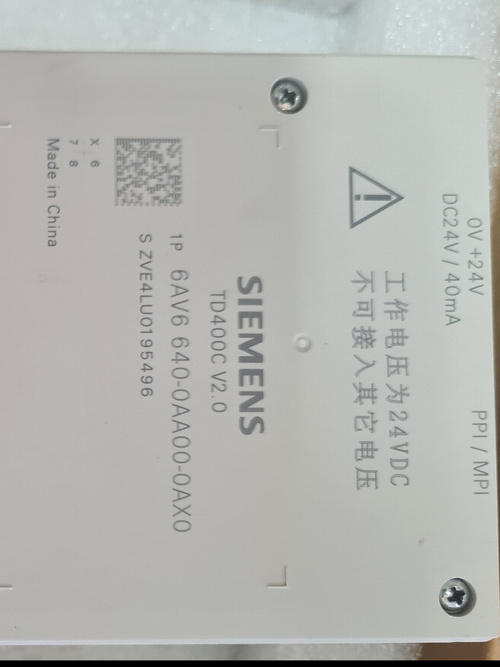 0V +24V
DC24V / 40mA
PPI / MPI
工作电压为24VDC
不可接入其它电压
SIEMENS
TD400C V2.0
1P 6AV6 640-0AA00-0AX0
S ZVE4LU0195496
X 6
7 8
Made in China